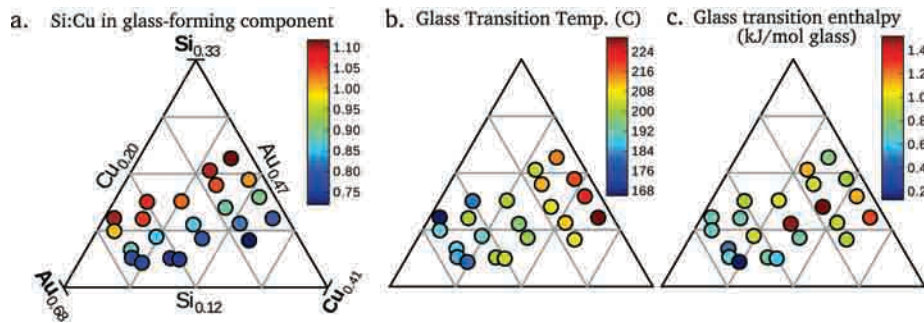 a. Si:Cu in glass-forming component
Si0.33
Cu0.20
Au0.47
Au0.68
Si0.12
Cu0.41
1.10
1.05
1.00
0.95
0.90
0.85
0.80
0.75
b. Glass Transition Temp. (C)
224
216
208
200
192
184
176
168
c. Glass transition enthalpy
(kJ/mol glass)
1.4
1.2
1.0
0.8
0.6
0.4
0.2